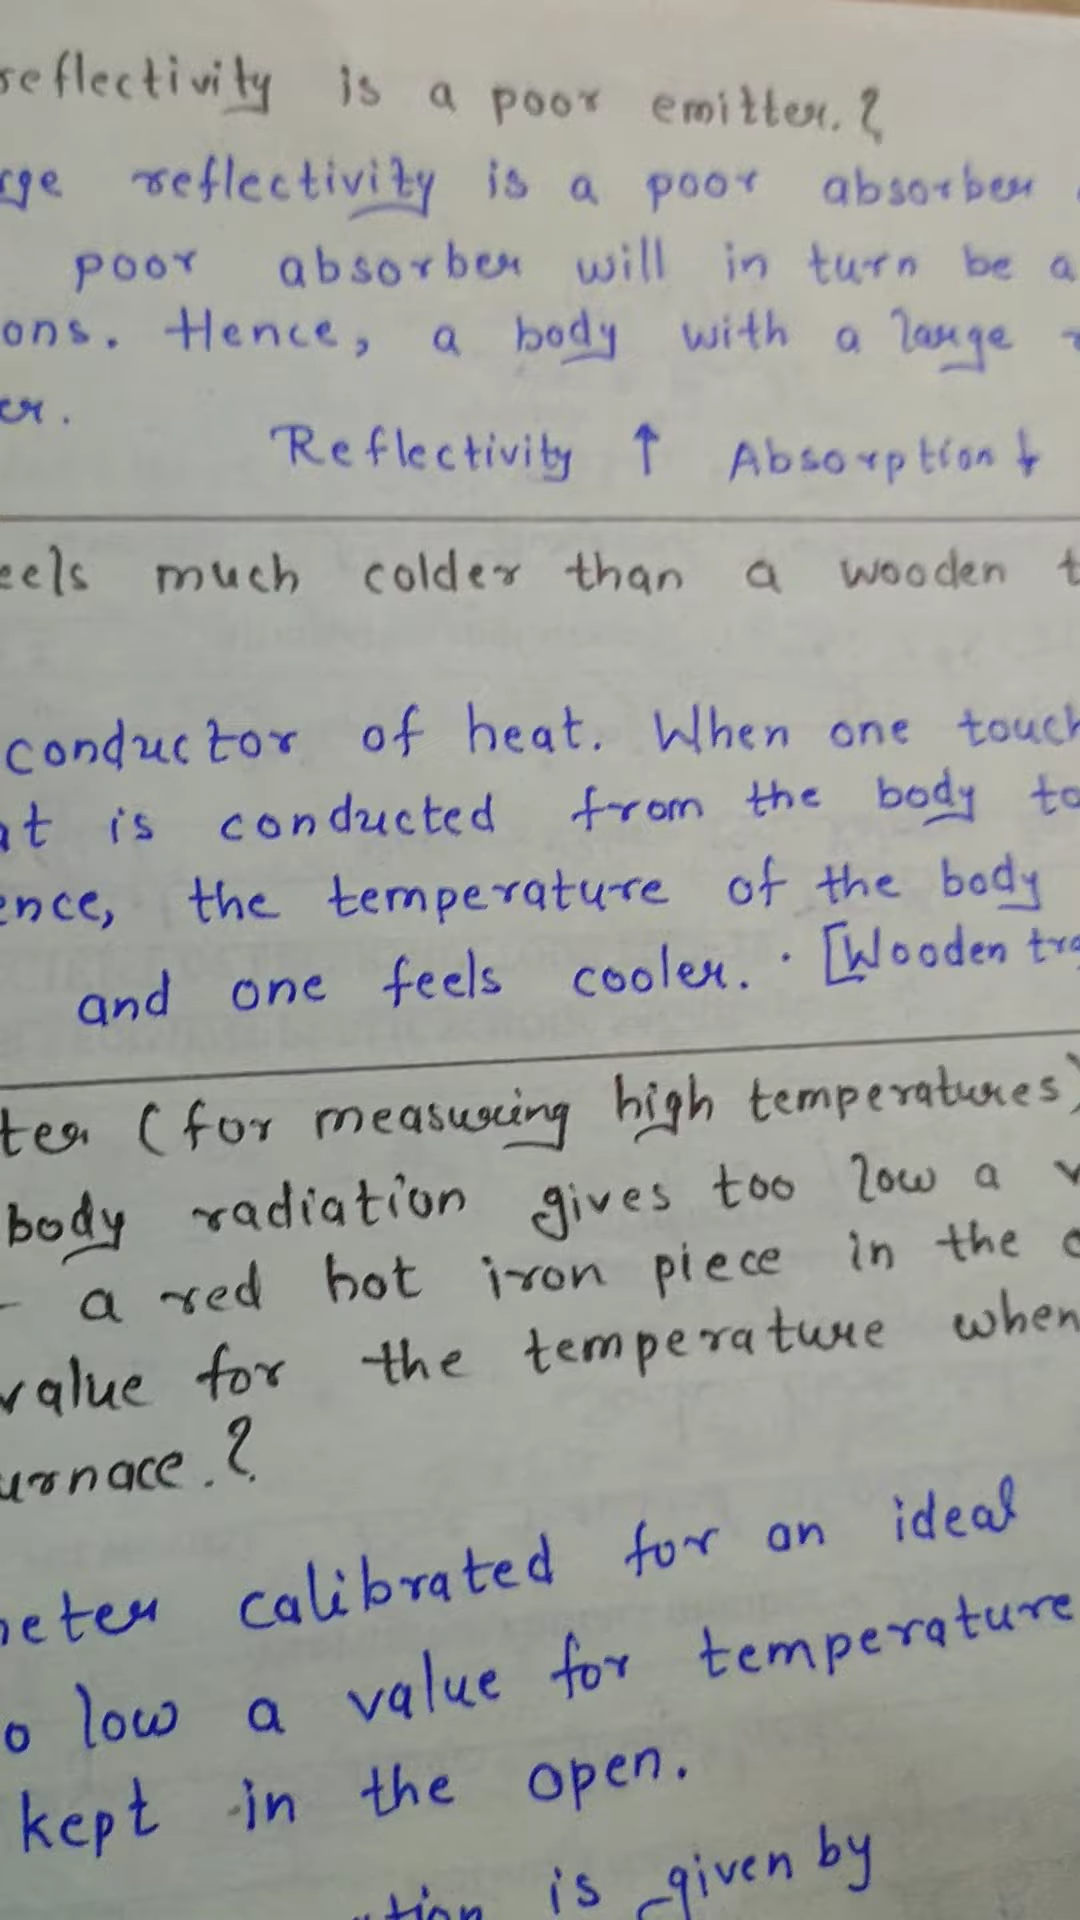 reflectivity is a poor emitter.?
rge reflectivity is a poor absorber
poor absorber will in turn be a
ons. Hence, a body with a large
er.
Reflectivity ↑ Absorption ↓
eels much colder than a wooden t
conductor of heat. When one touch
at is conducted from the body to
ence, the temperature of the body
and one feels cooler. · [Wooden tra
ter (for measuring high temperatures)
body radiation gives too low a v
a red hot iron piece in the o
value for the temperature when
urnace.?
meter calibrated for an ideal
o low a value for temperature
kept in the open.
tion is given by